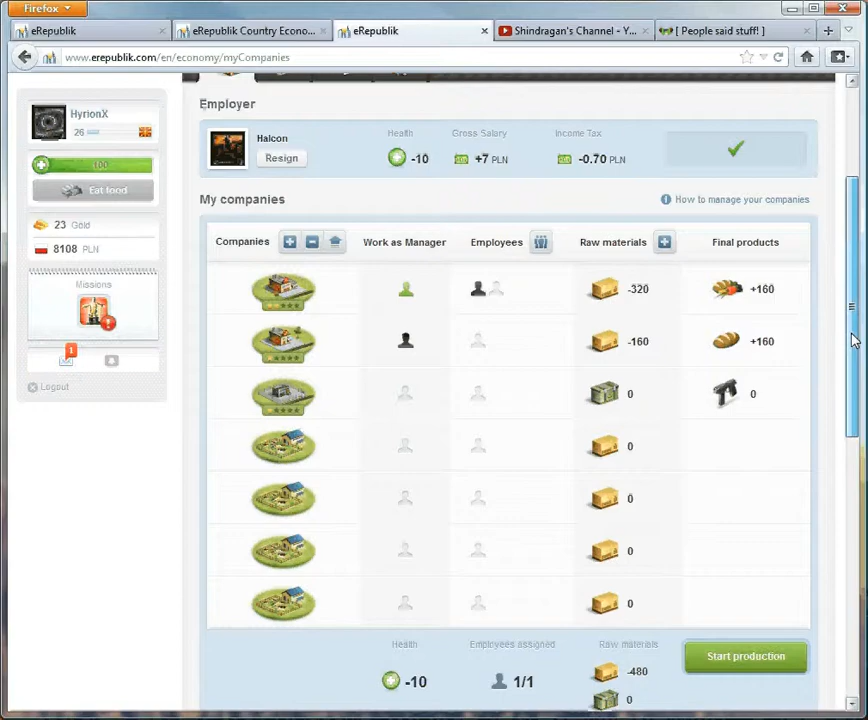 Firefox
eRepublik
eRepublik Country Econo...
eRepublik
Shindragan's Channel - Y...
[ People said stuff! ]
www.erepublik.com/en/economy/myCompanies
HyrionX
26
100
Eat food
23 Gold
8108 PLN
Missions
1
Logout
Employer
Halcon
Resign
Health
-10
Gross Salary
+7 PLN
Income Tax
-0.70 PLN
My companies
How to manage your companies
Companies
Work as Manager
Employees
Raw materials
Final products
-320
+160
-160
+160
0
0
0
0
0
0
Health
-10
Employees assigned
1/1
Raw materials
-480
0
Start production